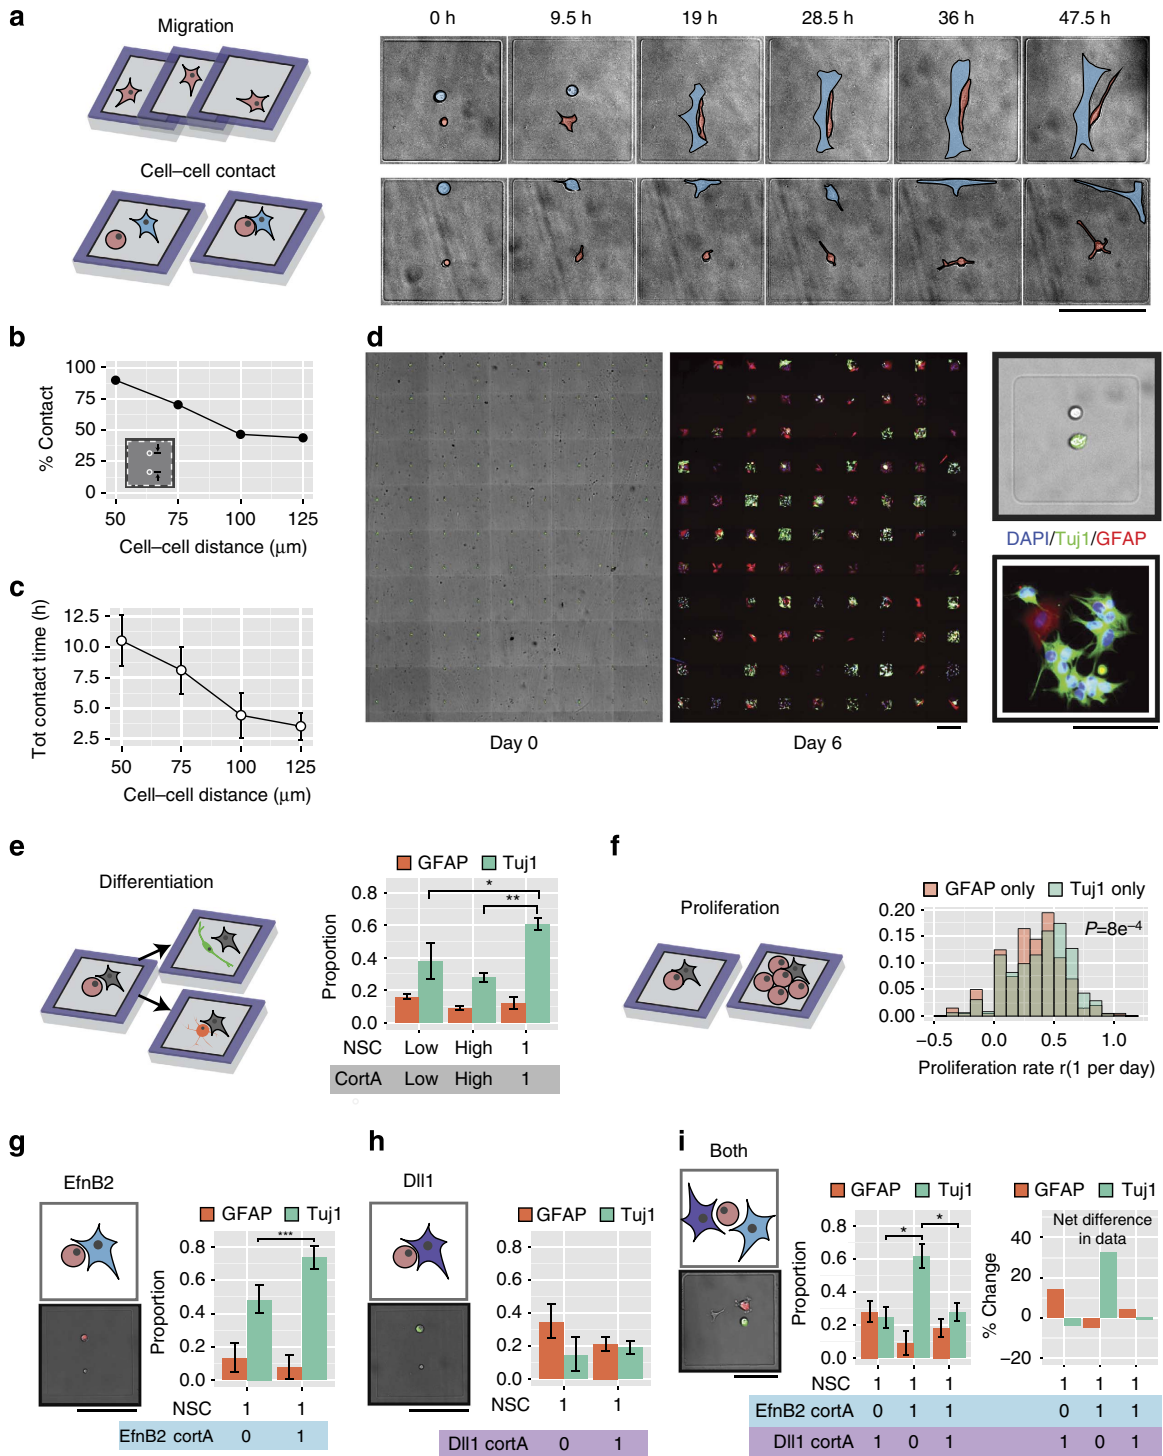 a
Migration
0 h 9.5 h 19 h 28.5 h 36 h 47.5 h
Cell–cell contact
b
% Contact
100
75
50
25
0
50 75 100 125
Cell–cell distance (μm)
c
Tot contact time (h)
12.5
10.0
7.5
5.0
2.5
50 75 100 125
Cell–cell distance (μm)
d
Day 0
Day 6
DAPI/Tuj1/GFAP
e
Differentiation
GFAP Tuj1
Proportion
0.8
0.6
0.4
0.2
0.0
*
**
NSC Low High 1
CortA Low High 1
f
Proliferation
GFAP only Tuj1 only
0.20
0.15
0.10
0.05
0.00
P=8e⁻⁴
−0.5 0.0 0.5 1.0
Proliferation rate r(1 per day)
g
EfnB2
GFAP Tuj1
Proportion
0.8
0.6
0.4
0.2
0.0
***
NSC 1 1
EfnB2 cortA 0 1
h
Dll1
GFAP Tuj1
0.8
0.6
0.4
0.2
0.0
NSC 1 1
Dll1 cortA 0 1
i
Both
GFAP Tuj1
Proportion
0.8
0.6
0.4
0.2
0.0
* *
GFAP Tuj1
Net difference
in data
% Change
40
20
0
−20
NSC 1 1 1 1 1 1
EfnB2 cortA 0 1 1 0 1 1
Dll1 cortA 1 0 1 1 0 1